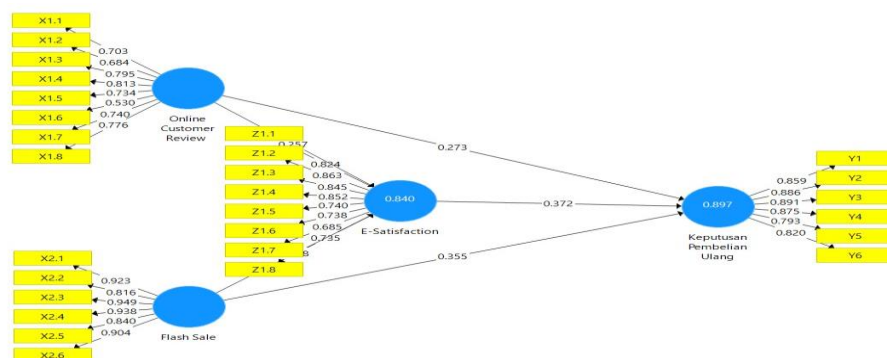 X1.1
X1.2
X1.3
X1.4
X1.5
X1.6
X1.7
X1.8
0.703
0.684
0.795
0.813
0.734
0.530
0.740
0.776
Online
Customer
Review
0.257
0.273
Z1.1
Z1.2
Z1.3
Z1.4
Z1.5
Z1.6
Z1.7
Z1.8
0.824
0.863
0.845
0.852
0.740
0.738
0.685
0.735
0.840
E-Satisfaction
0.372
0.355
X2.1
X2.2
X2.3
X2.4
X2.5
X2.6
0.923
0.816
0.949
0.938
0.840
0.904
Flash Sale
0.897
Keputusan
Pembelian
Ulang
0.859
0.886
0.891
0.875
0.793
0.820
Y1
Y2
Y3
Y4
Y5
Y6